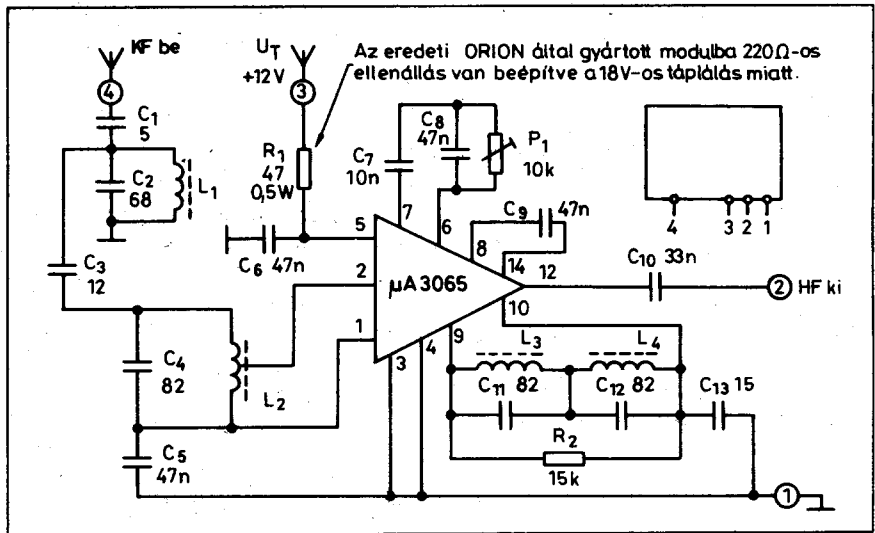 KF be
4
C1
5
C2
68
L1
C3
12
C4
82
L2
C5
47n
UT
+12V
3
Az eredeti ORION által gyártott modulba 220Ω-os
ellenállás van beépítve a 18V-os táplálás miatt.
R1
47
0,5W
C6 47n
C7
10n
C8
47n
P1
10k
7
6
5
2
1
3
4
9
8
14
12
10
µA3065
C9 47n
4 3 2 1
C10 33n
2 HF ki
L3 L4
C11 82 C12 82 C13 15
R2
15k
1